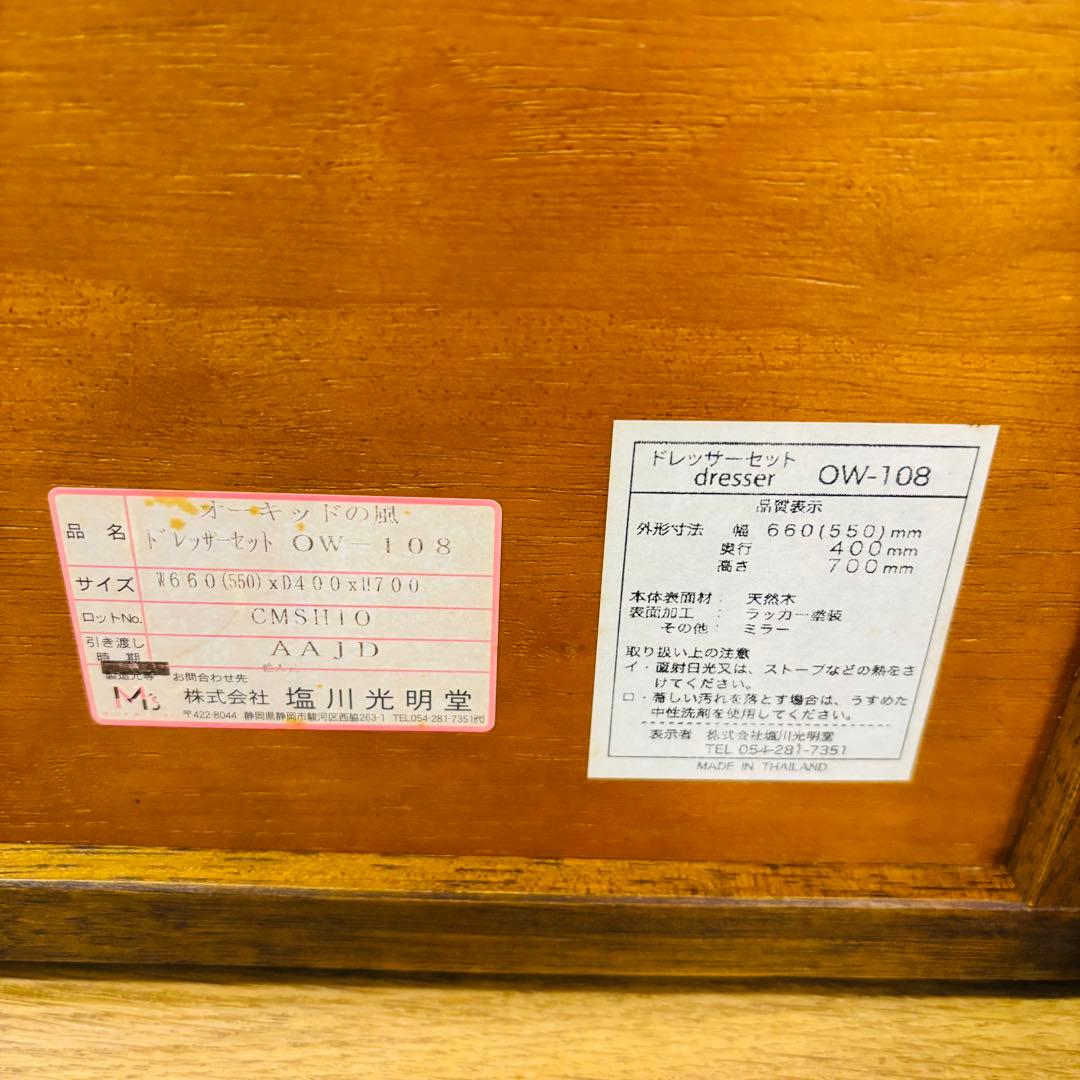 品 名 オーキッドの風
ドレッサーセット OW-108
サイズ W660(550)xD400xH700
ロットNo. CMSH10
引き渡し AAJD
時 期
製造元等 お問合わせ先
M's 株式会社 塩川光明堂
〒422-8044 静岡県静岡市駿河区西脇263-1 TEL054-281-7351㈹
ドレッサーセット
dresser OW-108
品質表示
外形寸法 幅 660(550)mm
奥行 400mm
高さ 700mm
本体表面材: 天然木
表面加工 : ラッカー塗装
その他: ミラー
取り扱い上の注意
イ・直射日光又は、ストーブなどの熱をさ
けてください。
ロ・著しい汚れを落とす場合は、うすめた
中性洗剤を使用してください。
表示者 株式会社塩川光明堂
TEL 054-281-7351
MADE IN THAILAND